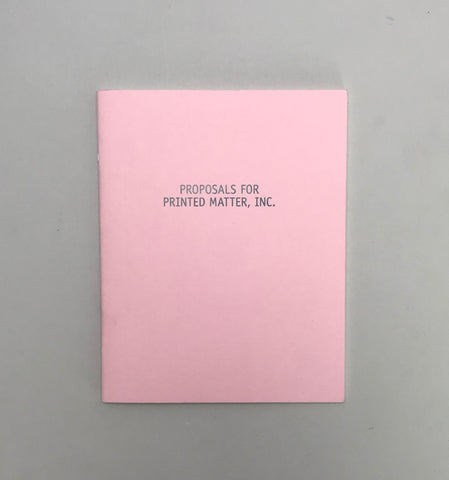 PROPOSALS FOR
PRINTED MATTER, INC.